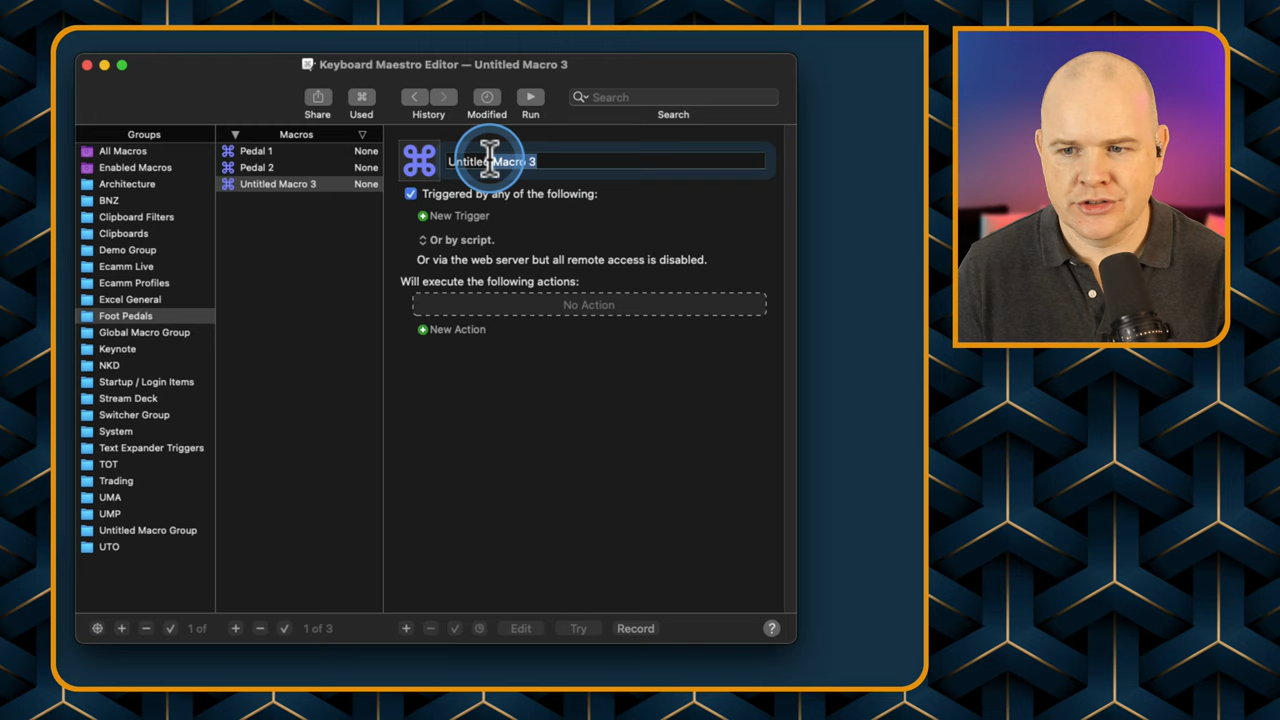 Keyboard Maestro Editor — Untitled Macro 3
Share
Used
History
Modified
Run
Search
Search
Groups
All Macros
Enabled Macros
Architecture
BNZ
Clipboard Filters
Clipboards
Demo Group
Ecamm Live
Ecamm Profiles
Excel General
Foot Pedals
Global Macro Group
Keynote
NKD
Startup / Login Items
Stream Deck
Switcher Group
System
Text Expander Triggers
TOT
Trading
UMA
UMP
Untitled Macro Group
UTO
Macros
Pedal 1 None
Pedal 2 None
Untitled Macro 3 None
Untitled Macro 3
Triggered by any of the following:
New Trigger
Or by script.
Or via the web server but all remote access is disabled.
Will execute the following actions:
No Action
New Action
1 of
1 of 3
Edit
Try
Record
?